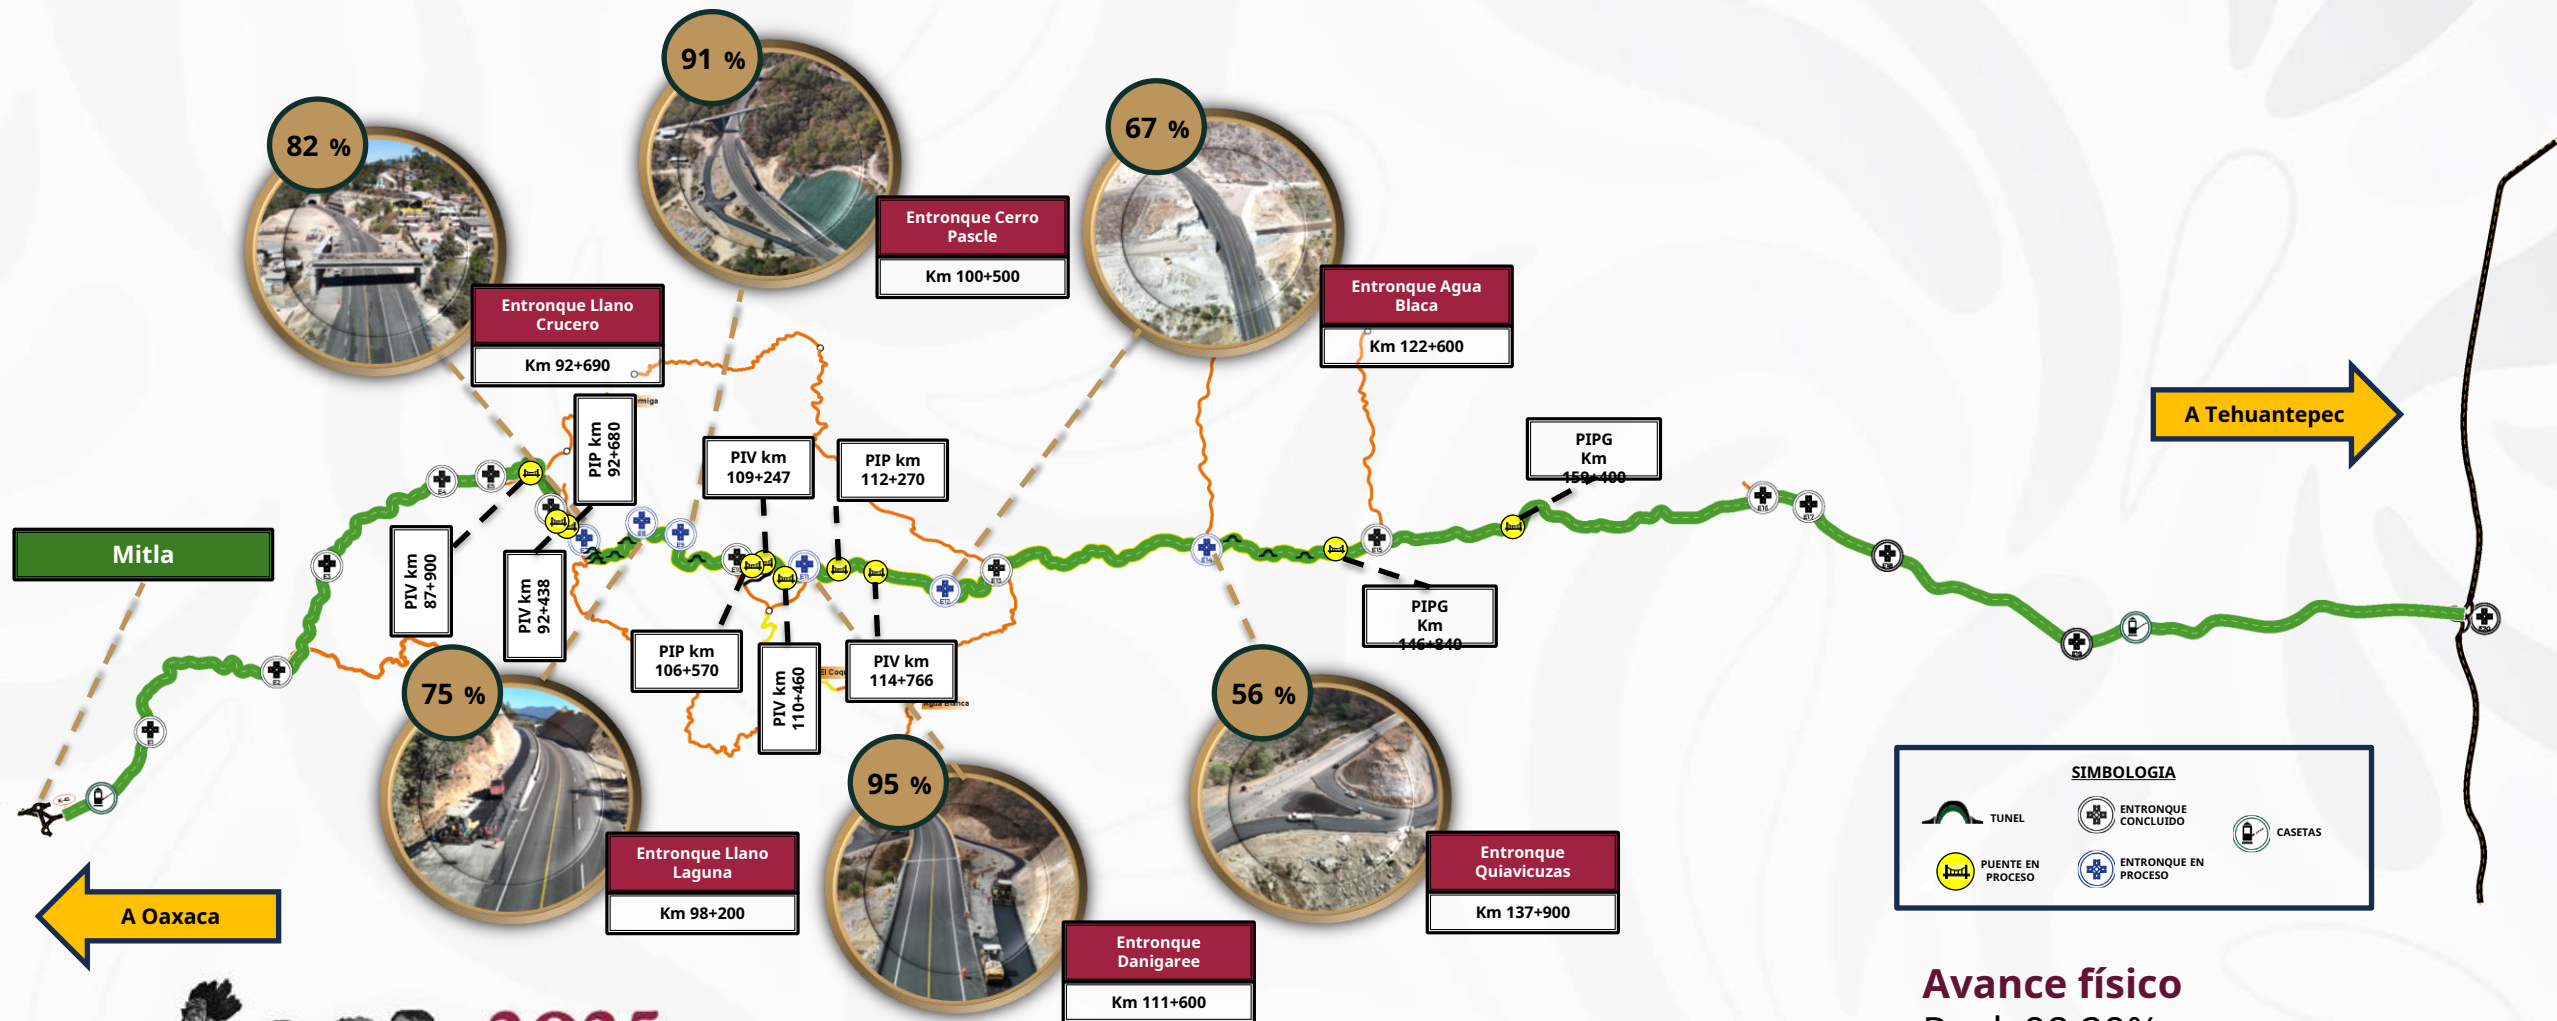 91 %
82 %
67 %
Entronque Cerro
Pascle
Km 100+500
Entronque Llano
Crucero
Km 92+690
Entronque Agua
Blaca
Km 122+600
A Tehuantepec
PIP km
92+680
PIV km
109+247
PIP km
112+270
PIPG
Km
159+400
Mitla
PIV km
87+900
PIV km
92+438
PIP km
106+570
PIV km
110+460
PIV km
114+766
PIPG
Km
146+840
Agua Blanca
75 %
56 %
95 %
Entronque Llano
Laguna
Km 98+200
Entronque
Quiavicuzas
Km 137+900
Entronque
Danigaree
Km 111+600
A Oaxaca
SIMBOLOGIA
TUNEL
ENTRONQUE
CONCLUIDO
CASETAS
PUENTE EN
PROCESO
ENTRONQUE EN
PROCESO
Avance físico